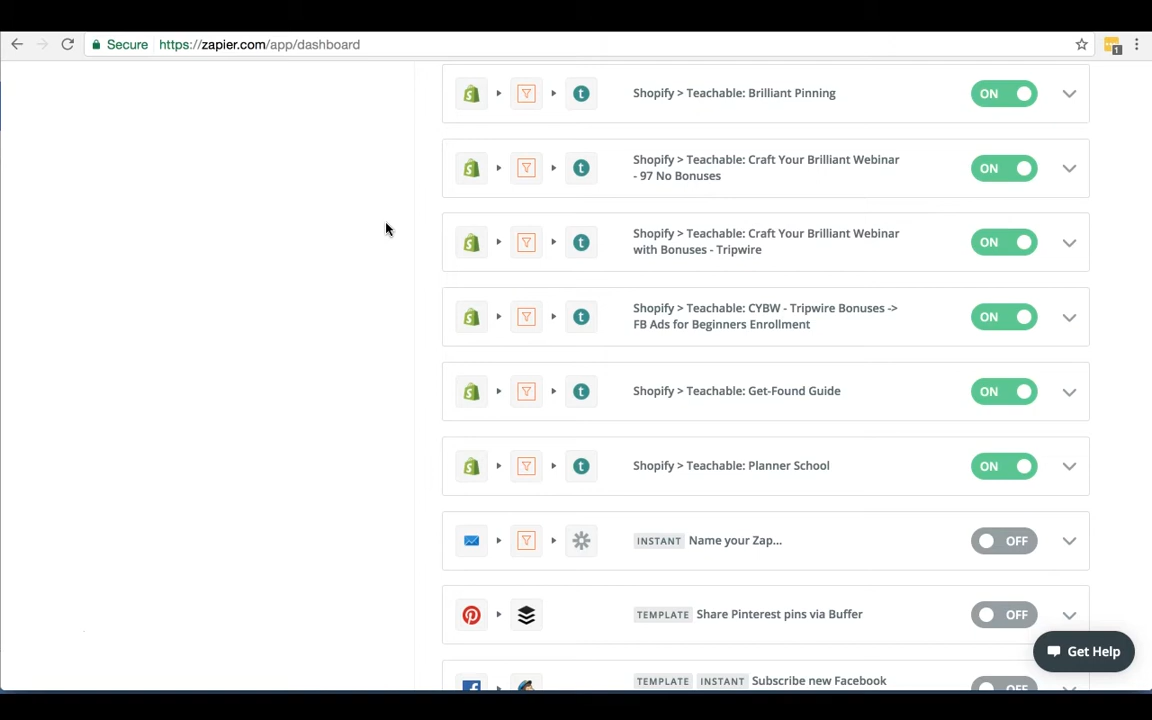 Secure https://zapier.com/app/dashboard
1
Shopify > Teachable: Brilliant Pinning
ON
Shopify > Teachable: Craft Your Brilliant Webinar
- 97 No Bonuses
ON
Shopify > Teachable: Craft Your Brilliant Webinar
with Bonuses - Tripwire
ON
Shopify > Teachable: CYBW - Tripwire Bonuses ->
FB Ads for Beginners Enrollment
ON
Shopify > Teachable: Get-Found Guide
ON
Shopify > Teachable: Planner School
ON
INSTANT Name your Zap...
OFF
TEMPLATE Share Pinterest pins via Buffer
OFF
Get Help
TEMPLATE INSTANT Subscribe new Facebook
OFF